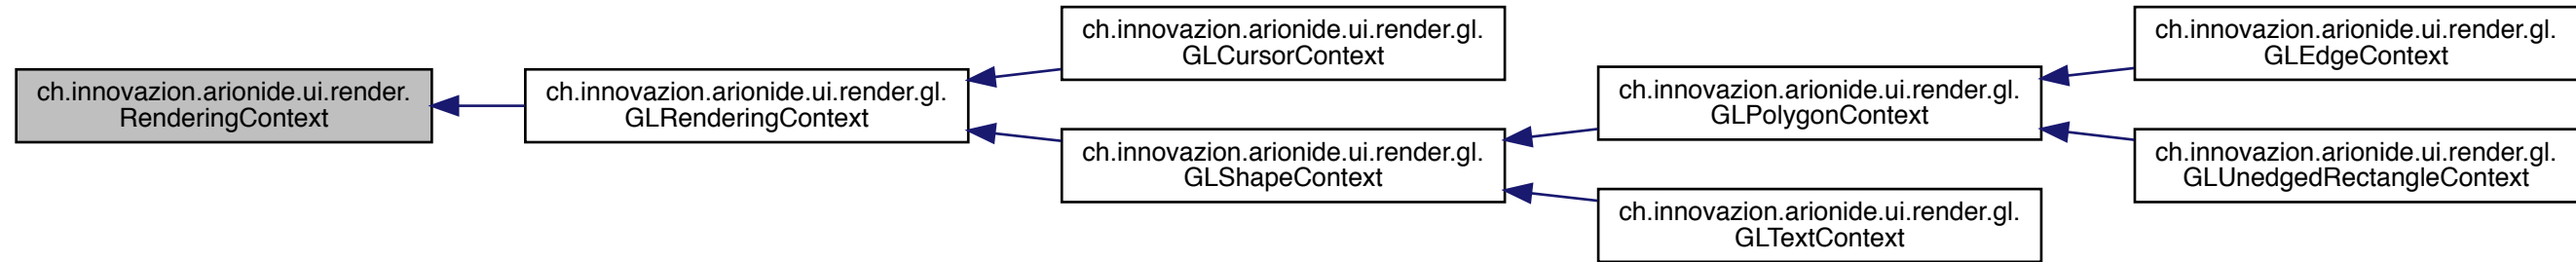 ch.innovazion.arionide.ui.render.
RenderingContext
ch.innovazion.arionide.ui.render.gl.
GLRenderingContext
ch.innovazion.arionide.ui.render.gl.
GLCursorContext
ch.innovazion.arionide.ui.render.gl.
GLShapeContext
ch.innovazion.arionide.ui.render.gl.
GLPolygonContext
ch.innovazion.arionide.ui.render.gl.
GLTextContext
ch.innovazion.arionide.ui.render.gl.
GLEdgeContext
ch.innovazion.arionide.ui.render.gl.
GLUnedgedRectangleContext